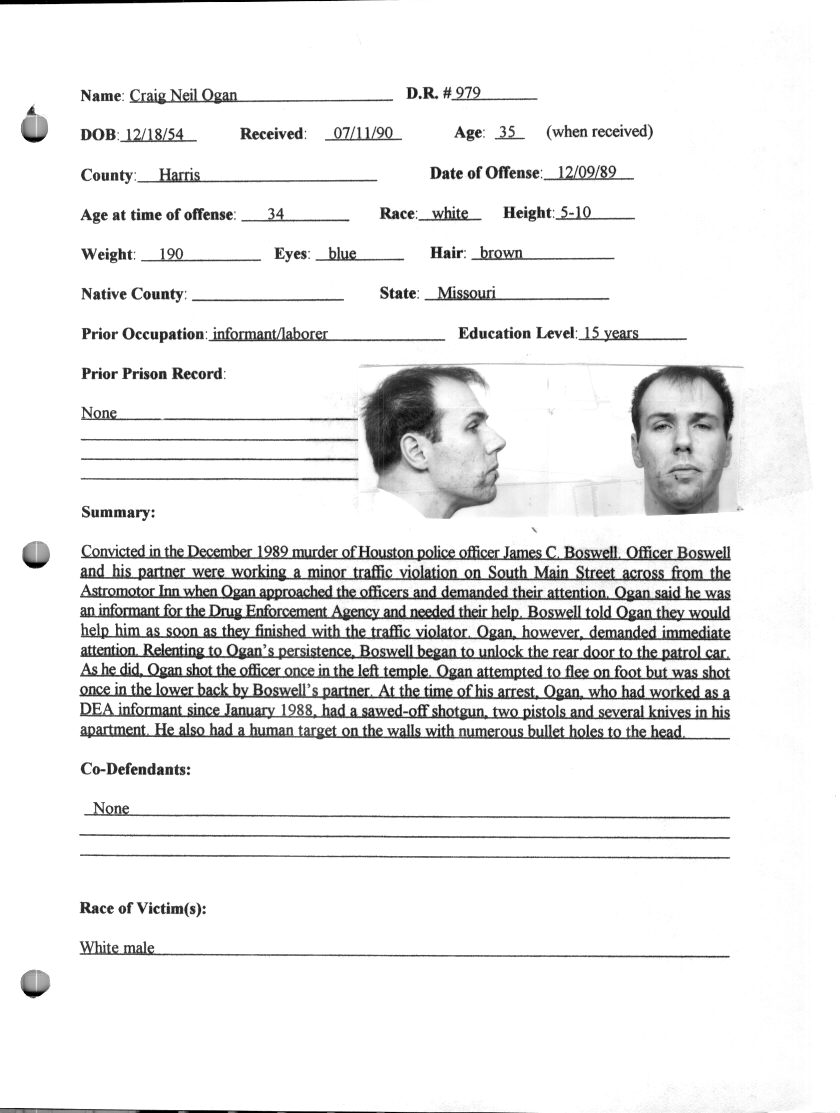 Name: Craig Neil Ogan D.R. # 979
DOB: 12/18/54 Received: 07/11/90 Age: 35 (when received)
County: Harris Date of Offense: 12/09/89
Age at time of offense: 34 Race: white Height: 5-10
Weight: 190 Eyes: blue Hair: brown
Native County: State: Missouri
Prior Occupation: informant/laborer Education Level: 15 years
Prior Prison Record:
None
Summary:
Convicted in the December 1989 murder of Houston police officer James C. Boswell. Officer Boswell
and his partner were working a minor traffic violation on South Main Street across from the
Astromotor Inn when Ogan approached the officers and demanded their attention. Ogan said he was
an informant for the Drug Enforcement Agency and needed their help. Boswell told Ogan they would
help him as soon as they finished with the traffic violator. Ogan, however, demanded immediate
attention. Relenting to Ogan's persistence, Boswell began to unlock the rear door to the patrol car.
As he did, Ogan shot the officer once in the left temple. Ogan attempted to flee on foot but was shot
once in the lower back by Boswell's partner. At the time of his arrest, Ogan, who had worked as a
DEA informant since January 1988, had a sawed-off shotgun, two pistols and several knives in his
apartment. He also had a human target on the walls with numerous bullet holes to the head.
Co-Defendants:
None
Race of Victim(s):
White male